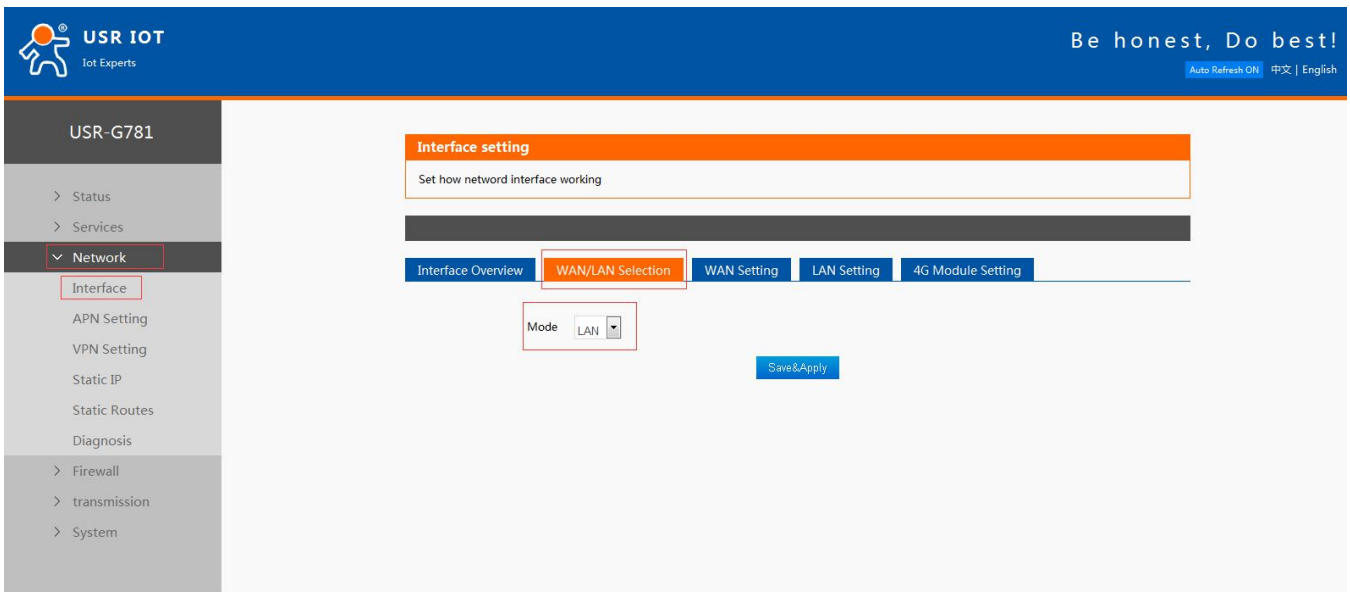 USR IOT
Iot Experts
®
Be honest, Do best!
Auto Refresh ON 中文 | English
USR-G781
Status
Services
Network
Interface
APN Setting
VPN Setting
Static IP
Static Routes
Diagnosis
Firewall
transmission
System
Interface setting
Set how netword interface working
Interface Overview WAN/LAN Selection WAN Setting LAN Setting 4G Module Setting
Mode LAN
Save&Apply